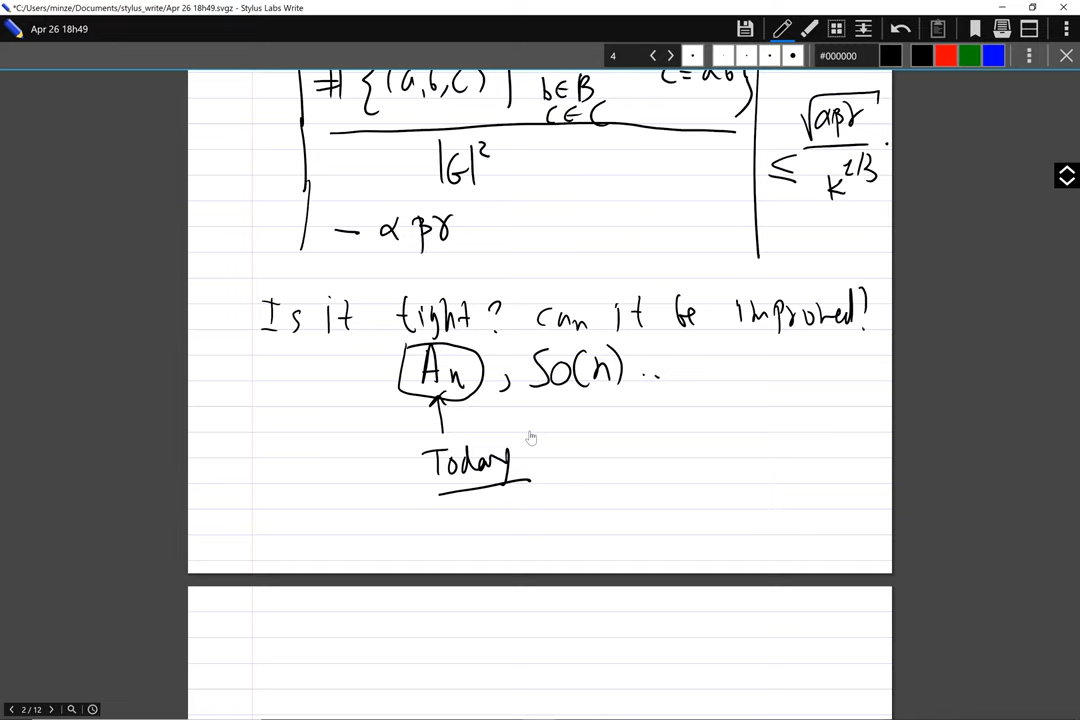 *C:/Users/minze/Documents/stylus_write/Apr 26 18h49.svgz - Stylus Labs Write
Apr 26 18h49
4
#000000
# {(a,b,c) | b∈B c=ab}
c∈C
|G|²
≤ √αβγ / K^1/3 .
— αβγ
Is it tight? can it be improved?
An, SO(n) ..
Today
2 / 12